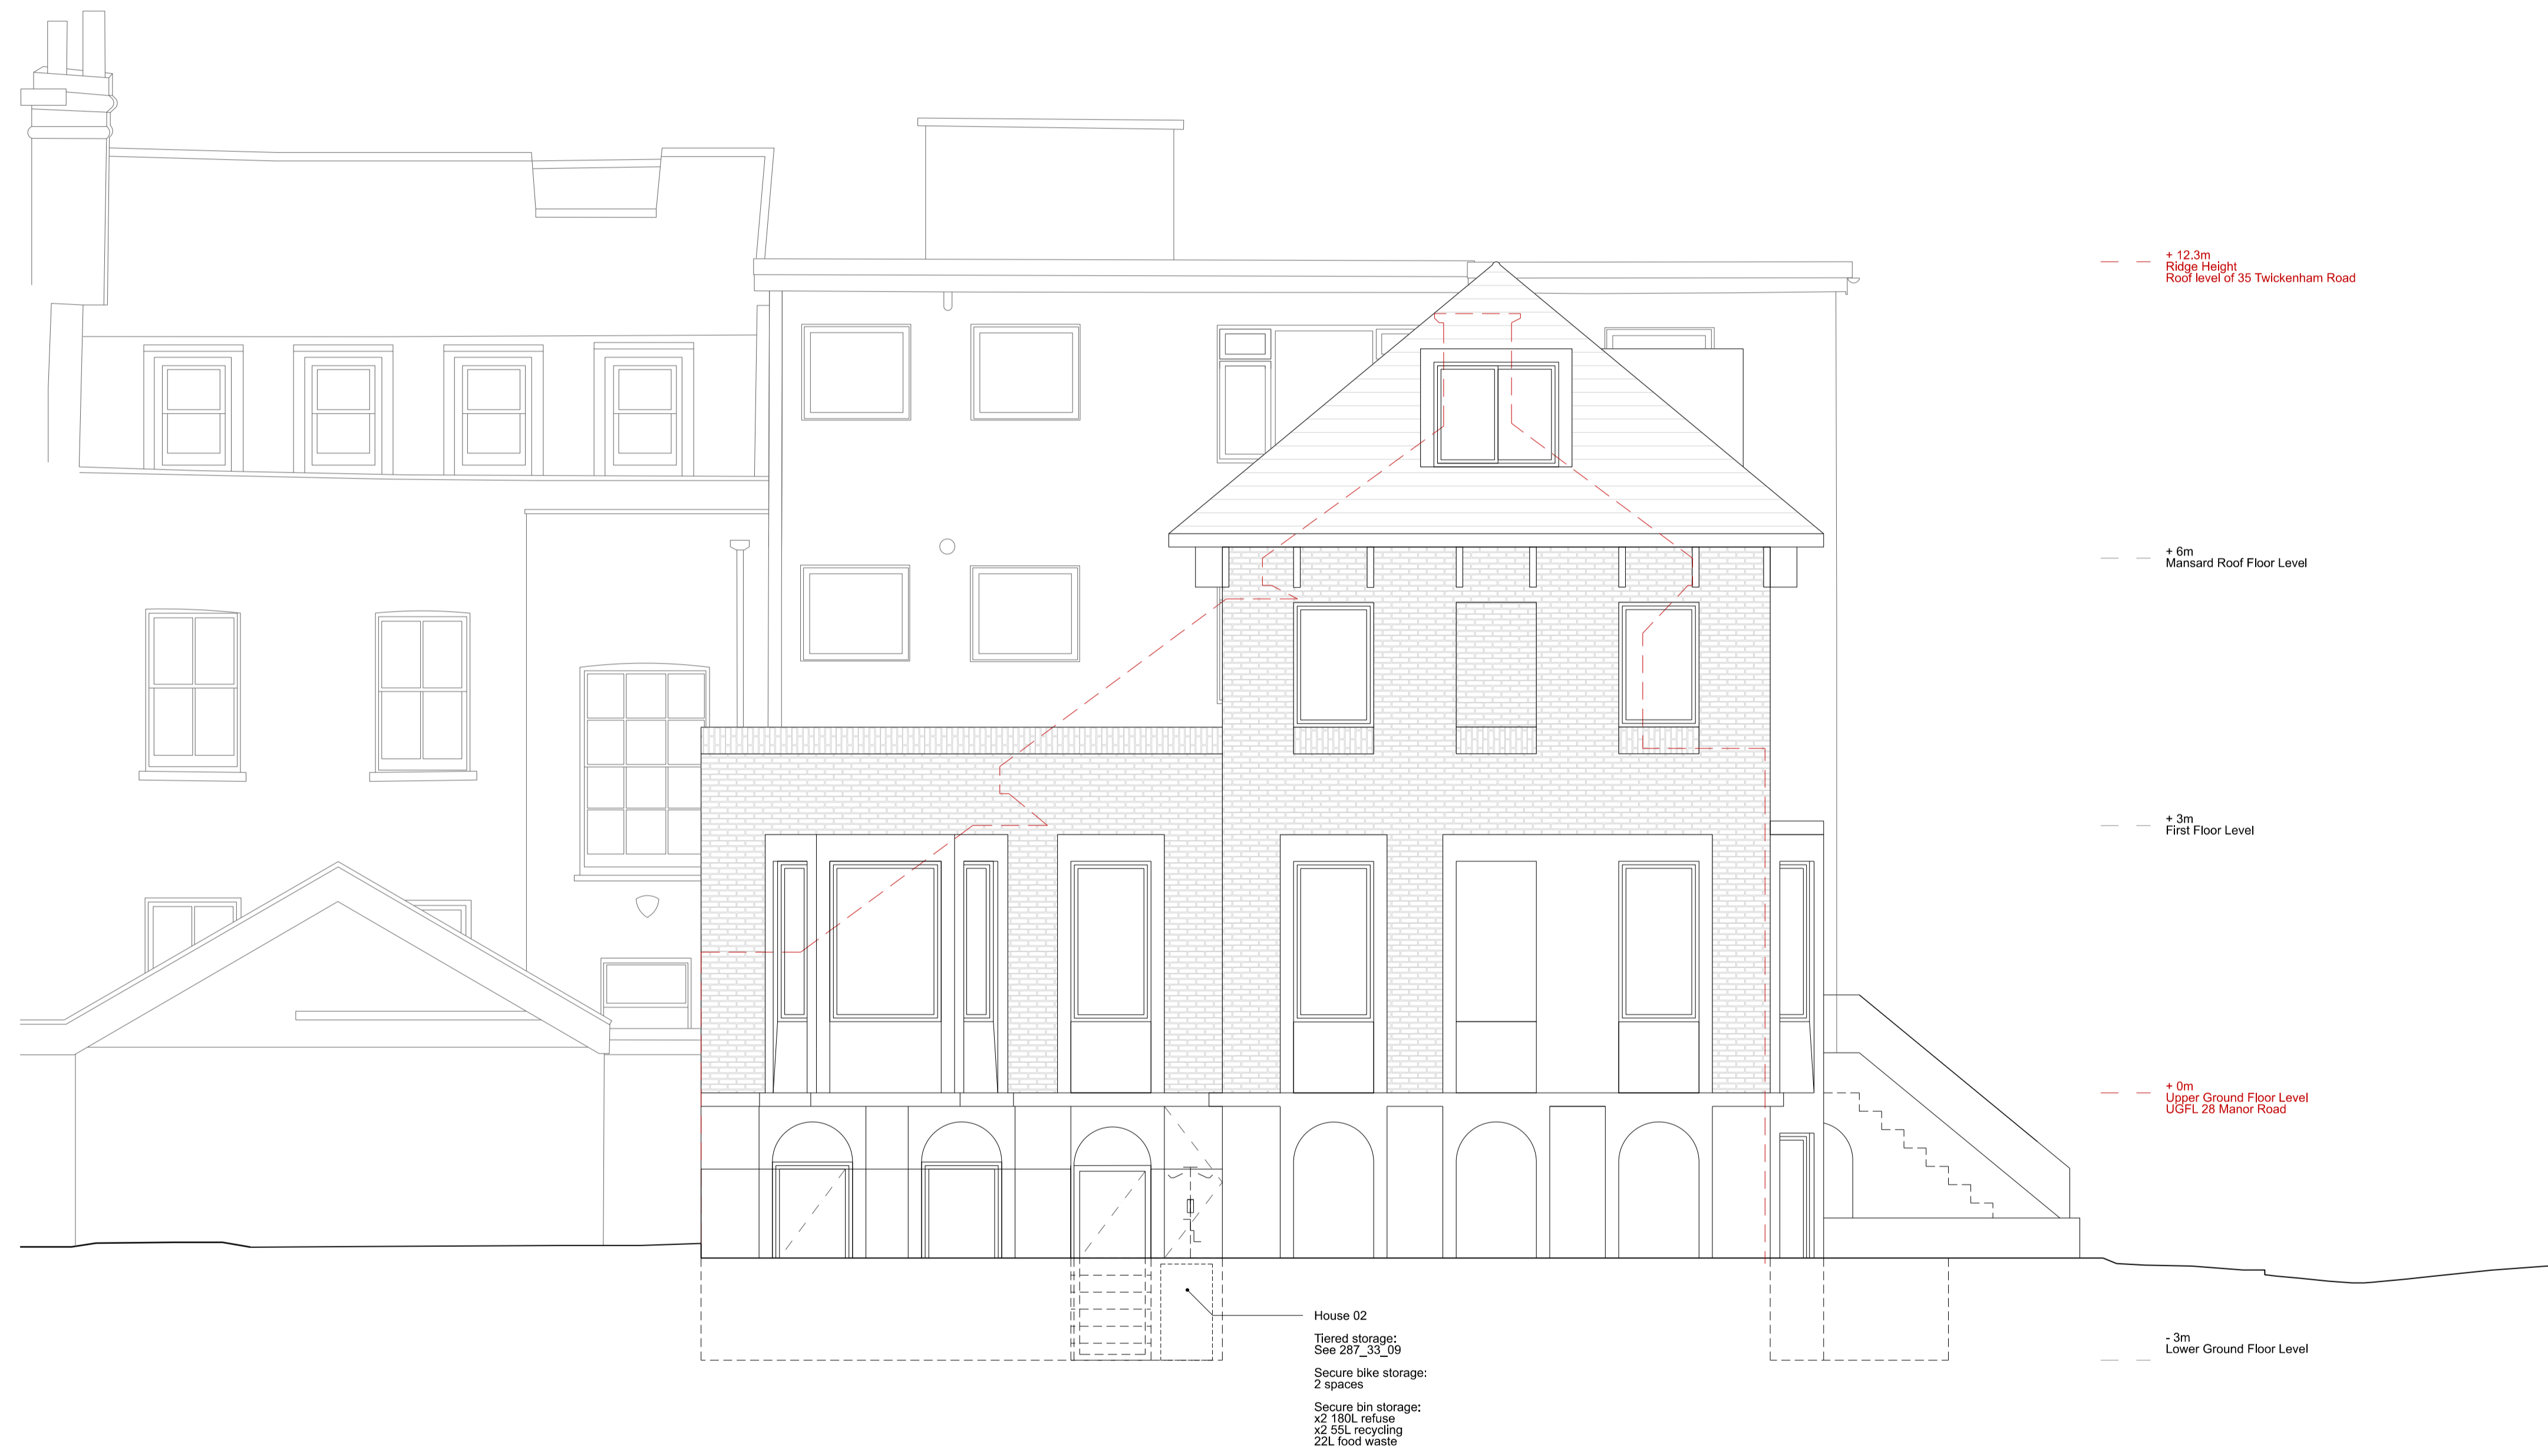 + 12.3m
Ridge Height
Roof level of 35 Twickenham Road
+ 6m
Mansard Roof Floor Level
+ 3m
First Floor Level
+ 0m
Upper Ground Floor Level
UGFL 28 Manor Road
- 3m
Lower Ground Floor Level
House 02
Tiered storage:
See 287_33_09
Secure bike storage:
2 spaces
Secure bin storage:
x2 180L refuse
x2 55L recycling
22L food waste